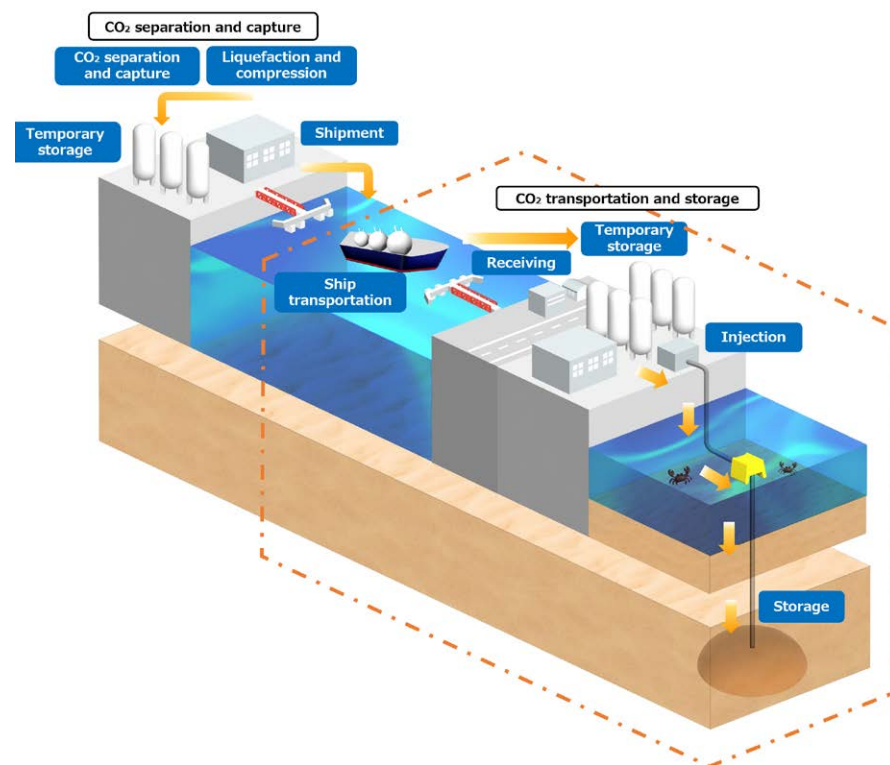 CO₂ separation and capture
CO₂ separation
and capture
Liquefaction and
compression
Temporary
storage
Shipment
CO₂ transportation and storage
Temporary
storage
Receiving
Ship
transportation
Injection
Storage